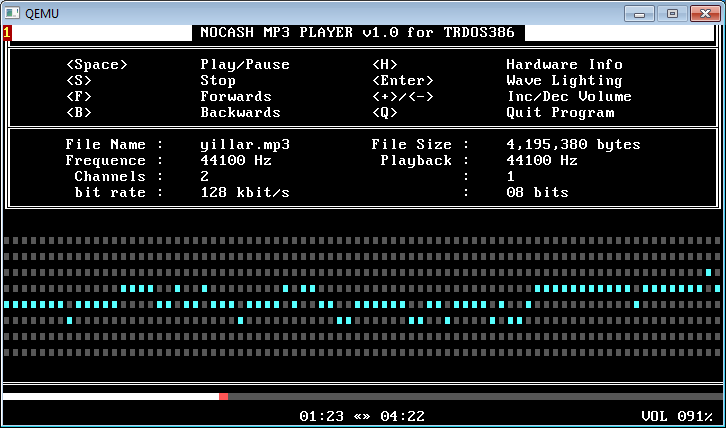 QEMU
1 NOCASH MP3 PLAYER v1.0 for TRDOS386
<Space> Play/Pause <H> Hardware Info
<S> Stop <Enter> Wave Lighting
<F> Forwards <+>/<-> Inc/Dec Volume
<B> Backwards <Q> Quit Program
File Name : yillar.mp3 File Size : 4,195,380 bytes
Frequence : 44100 Hz Playback : 44100 Hz
Channels : 2 : 1
bit rate : 128 kbit/s : 08 bits
01:23 «» 04:22 VOL 091%